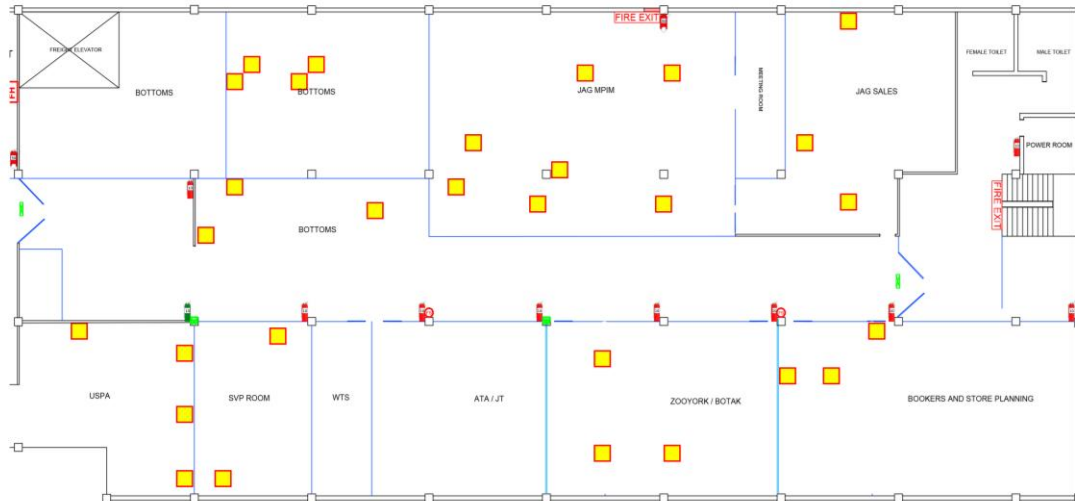 FIRE EXIT
FREIGHT ELEVATOR
FEMALE TOILET
MALE TOILET
FH
BOTTOMS
BOTTOMS
JAG MPIM
MEETING ROOM
JAG SALES
POWER ROOM
FIRE EXIT
BOTTOMS
USPA
SVP ROOM
WTS
ATA / JT
ZOOYORK / BOTAK
BOOKERS AND STORE PLANNING